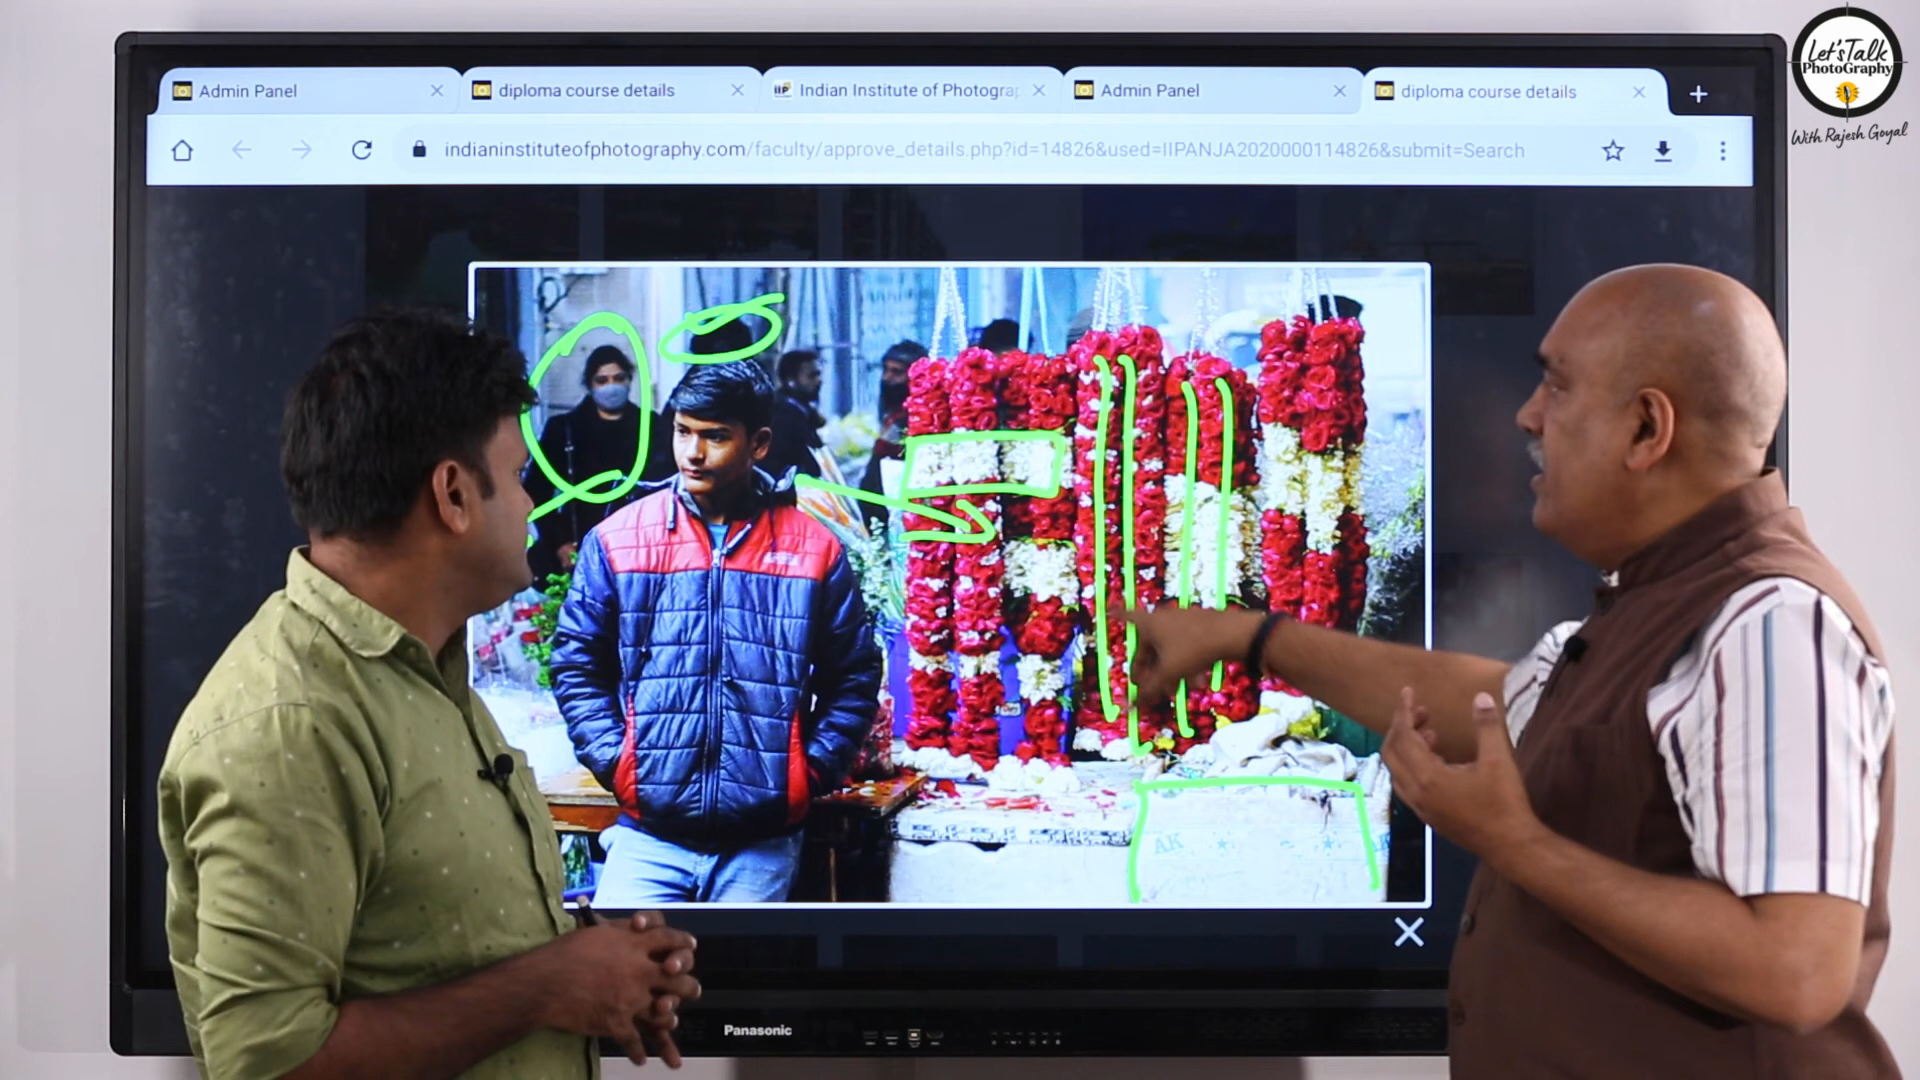 Let'sTalk
PHOTOGRAPHY
With Rajesh Goyal
Admin Panel
diploma course details
Indian Institute of Photogra
Admin Panel
diploma course details
indianinstituteofphotography.com/faculty/approve_details.php?id=14826&used=IIPANJA2020000114826&submit=Search
AK
Panasonic